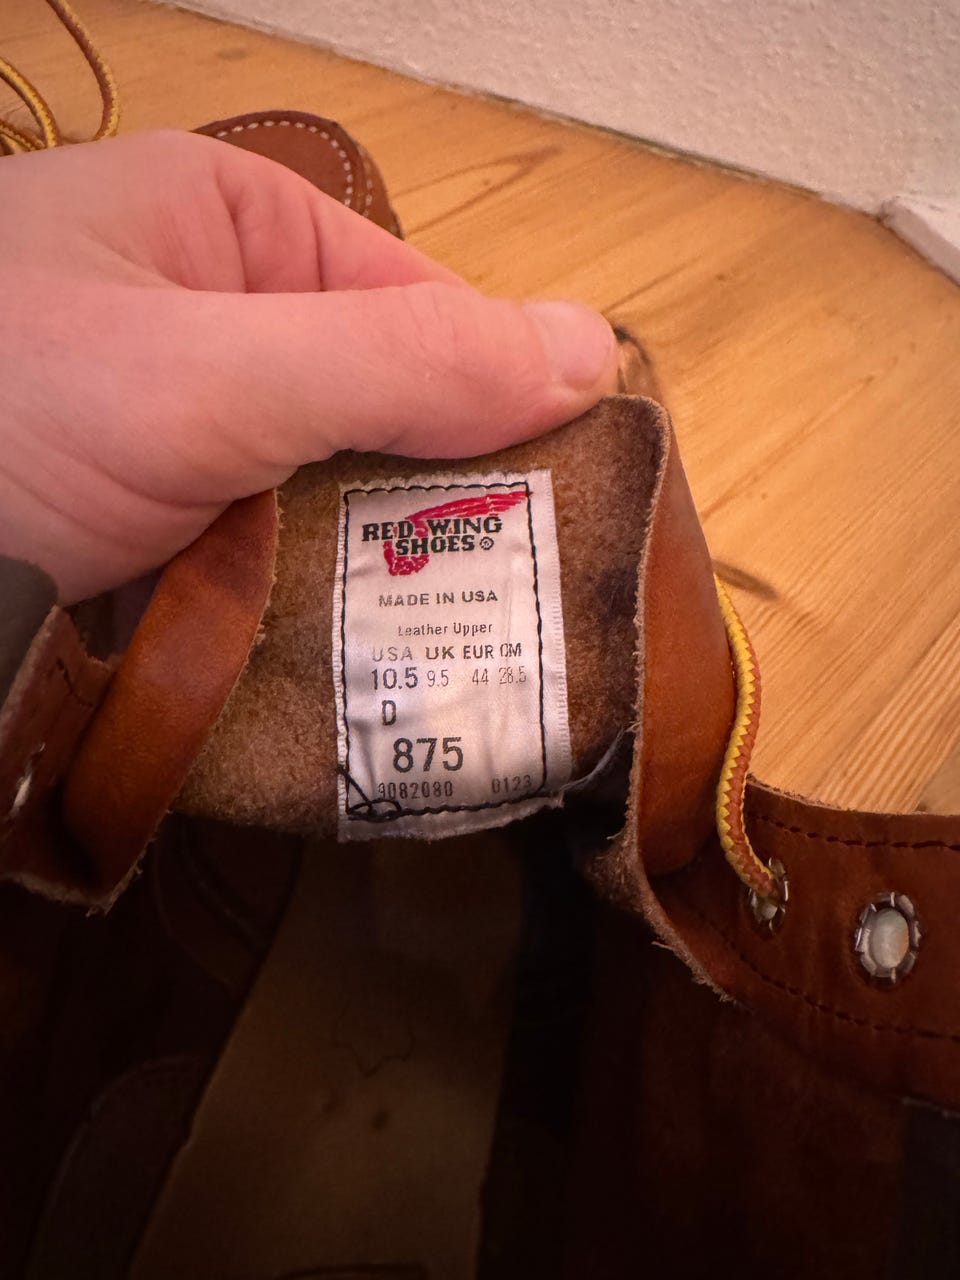 RED WING
SHOES ®
MADE IN USA
Leather Upper
USA UK EUR CM
10.5 9.5 44 28.5
D
875
3082080 0123